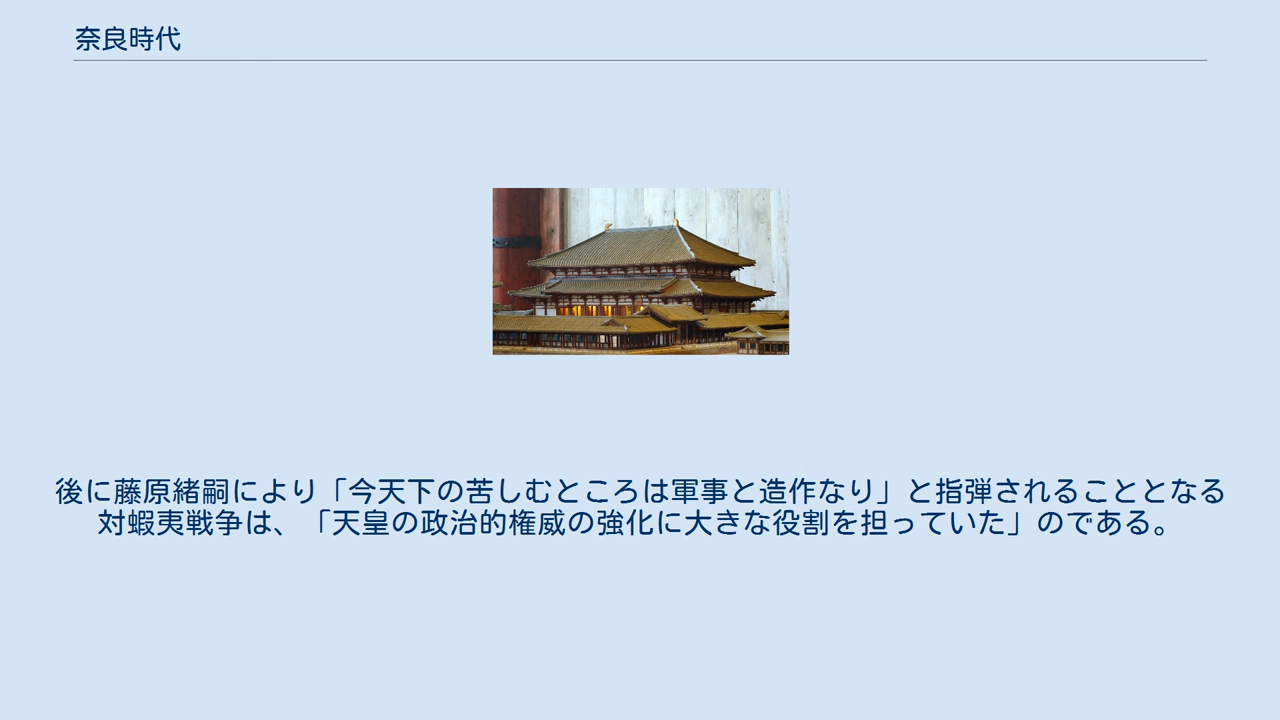 奈良時代
後に藤原緒嗣により「今天下の苦しむところは軍事と造作なり」と指弾されることとなる
対蝦夷戦争は、「天皇の政治的権威の強化に大きな役割を担っていた」のである。